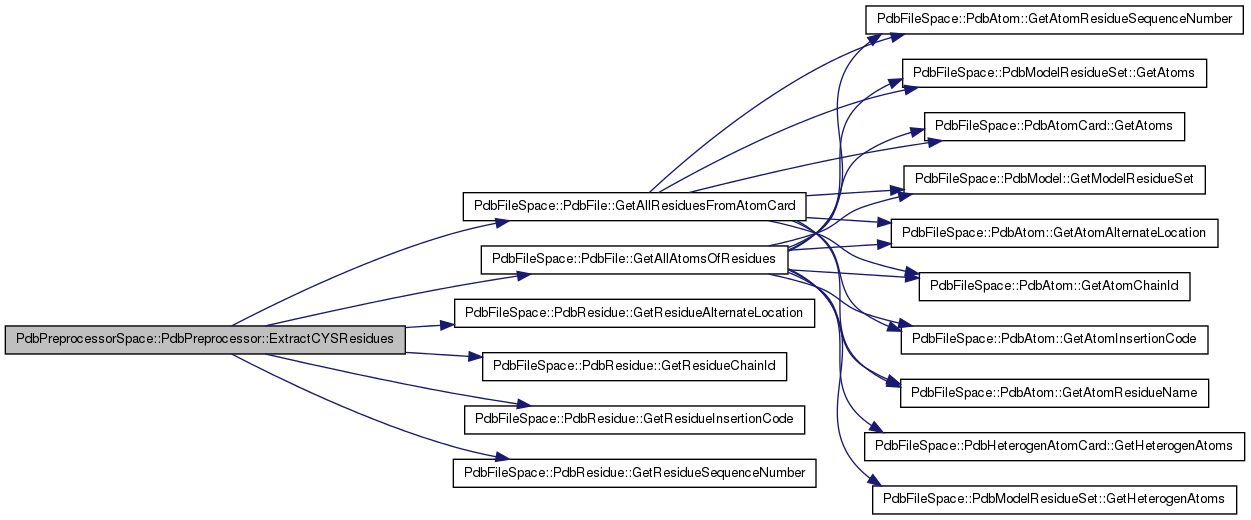 PdbPreprocessorSpace::PdbPreprocessor::ExtractCYSResidues
PdbFileSpace::PdbFile::GetAllResiduesFromAtomCard
PdbFileSpace::PdbFile::GetAllAtomsOfResidues
PdbFileSpace::PdbResidue::GetResidueAlternateLocation
PdbFileSpace::PdbResidue::GetResidueChainId
PdbFileSpace::PdbResidue::GetResidueInsertionCode
PdbFileSpace::PdbResidue::GetResidueSequenceNumber
PdbFileSpace::PdbAtom::GetAtomResidueSequenceNumber
PdbFileSpace::PdbModelResidueSet::GetAtoms
PdbFileSpace::PdbAtomCard::GetAtoms
PdbFileSpace::PdbModel::GetModelResidueSet
PdbFileSpace::PdbAtom::GetAtomAlternateLocation
PdbFileSpace::PdbAtom::GetAtomChainId
PdbFileSpace::PdbAtom::GetAtomInsertionCode
PdbFileSpace::PdbAtom::GetAtomResidueName
PdbFileSpace::PdbHeterogenAtomCard::GetHeterogenAtoms
PdbFileSpace::PdbModelResidueSet::GetHeterogenAtoms